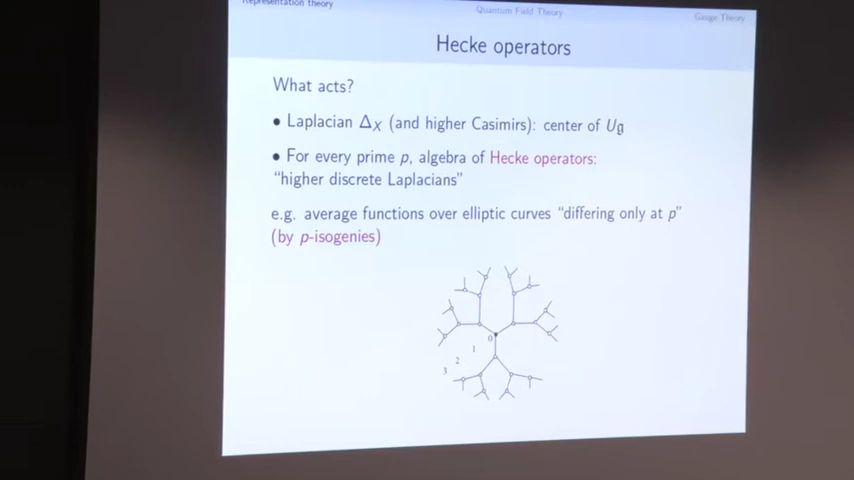 Representation theory
Quantum Field Theory
Gauge Theory
Hecke operators
What acts?
• Laplacian Δ_X (and higher Casimirs): center of U𝔤
• For every prime p, algebra of Hecke operators:
"higher discrete Laplacians"
e.g. average functions over elliptic curves "differing only at p"
(by p-isogenies)
0
1
2
3